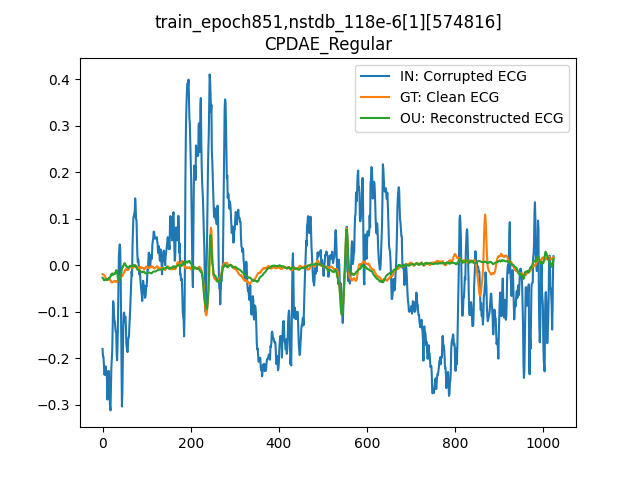 train_epoch851,nstdb_118e-6[1][574816]
CPDAE_Regular
IN: Corrupted ECG
GT: Clean ECG
OU: Reconstructed ECG
0.4
0.3
0.2
0.1
0.0
−0.1
−0.2
−0.3
0 200 400 600 800 1000